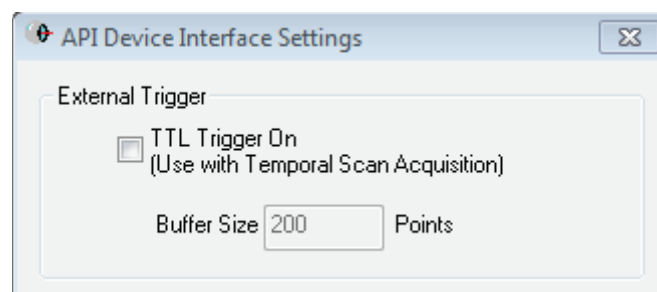 API Device Interface Settings
External Trigger
TTL Trigger On
(Use with Temporal Scan Acquisition)
Buffer Size 200 Points